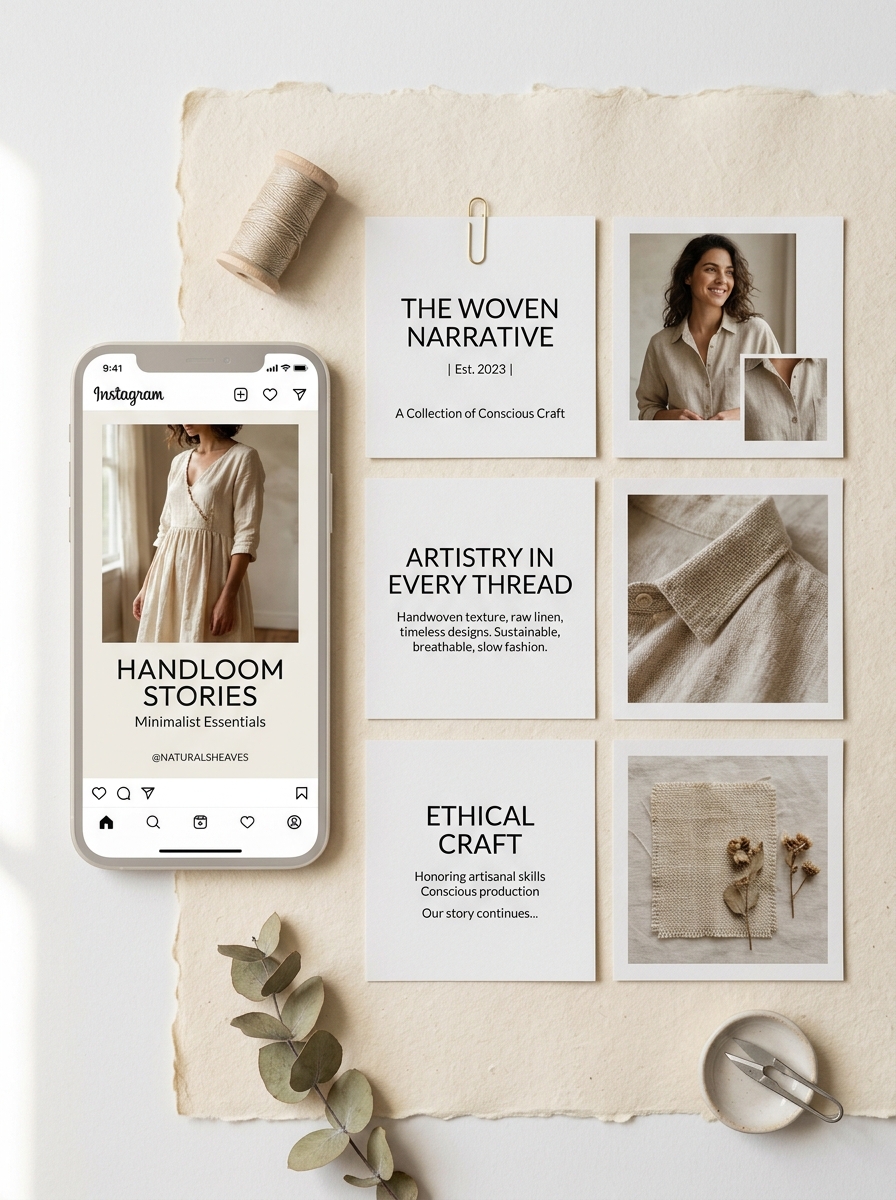 9:41
Instagram
HANDLOOM
STORIES
Minimalist Essentials
@NATURALSHEAVES
THE WOVEN
NARRATIVE
| Est. 2023 |
A Collection of Conscious Craft
ARTISTRY IN
EVERY THREAD
Handwoven texture, raw linen,
timeless designs. Sustainable,
breathable, slow fashion.
ETHICAL
CRAFT
Honoring artisanal skills
Conscious production
Our story continues...